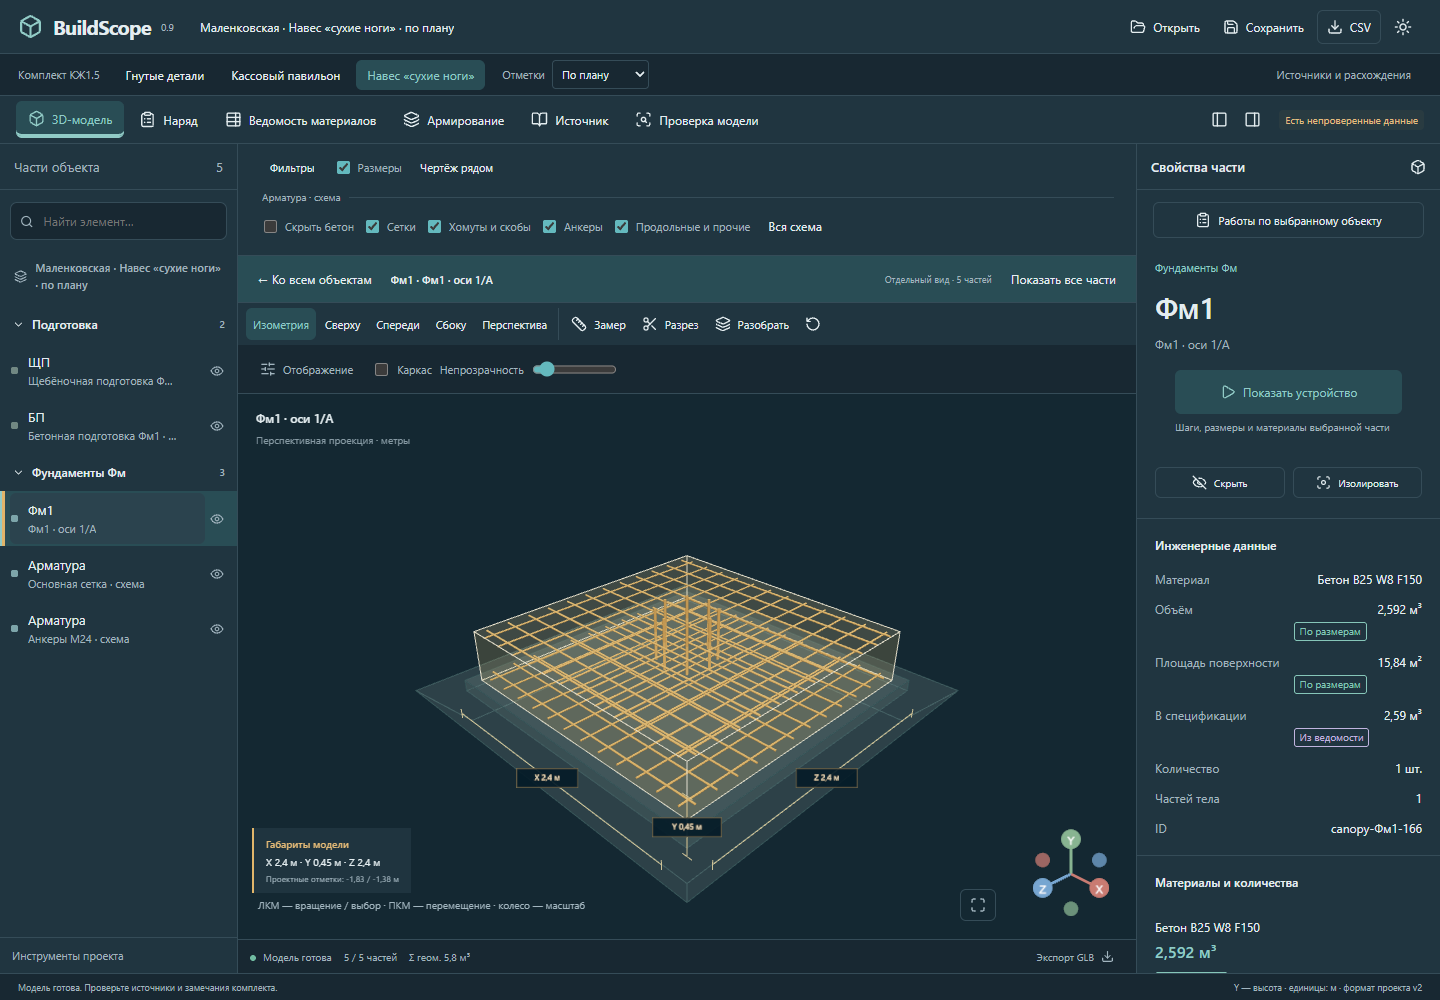 BuildScope 0.9 Маленковская · Навес «сухие ноги» · по плану Открыть Сохранить CSV
Комплект КЖ1.5 Гнутые детали Кассовый павильон Навес «сухие ноги» Отметки По плану Источники и расхождения
3D-модель Наряд Ведомость материалов Армирование Источник Проверка модели Есть непроверенные данные
Части объекта 5
Найти элемент...
Маленковская · Навес «сухие ноги»
· по плану
Подготовка 2
ЩП
Щебёночная подготовка Ф...
БП
Бетонная подготовка Фм1 · ...
Фундаменты Фм 3
Фм1
Фм1 · оси 1/А
Арматура
Основная сетка · схема
Арматура
Анкеры М24 · схема
Инструменты проекта
Фильтры Размеры Чертёж рядом
Арматура · схема
Скрыть бетон Сетки Хомуты и скобы Анкеры Продольные и прочие Вся схема
← Ко всем объектам Фм1 · Фм1 · оси 1/А Отдельный вид · 5 частей Показать все части
Изометрия Сверху Спереди Сбоку Перспектива Замер Разрез Разобрать
Отображение Каркас Непрозрачность
Фм1 · оси 1/А
Перспективная проекция · метры
X 2,4 м
Z 2,4 м
Y 0,45 м
Габариты модели
X 2,4 м · Y 0,45 м · Z 2,4 м
Проектные отметки: -1,83 / -1,38 м
ЛКМ — вращение / выбор · ПКМ — перемещение · колесо — масштаб
Y
Z
X
Модель готова 5 / 5 частей Σ геом. 5,8 м³ Экспорт GLB
Свойства части
Работы по выбранному объекту
Фундаменты Фм
Фм1
Фм1 · оси 1/А
Показать устройство
Шаги, размеры и материалы выбранной части
Скрыть Изолировать
Инженерные данные
Материал Бетон B25 W8 F150
Объём 2,592 м³
По размерам
Площадь поверхности 15,84 м²
По размерам
В спецификации 2,59 м³
Из ведомости
Количество 1 шт.
Частей тела 1
ID canopy-Фм1-166
Материалы и количества
Бетон B25 W8 F150
2,592 м³
Модель готова. Проверьте источники и замечания комплекта. Y — высота · единицы: м · формат проекта v2